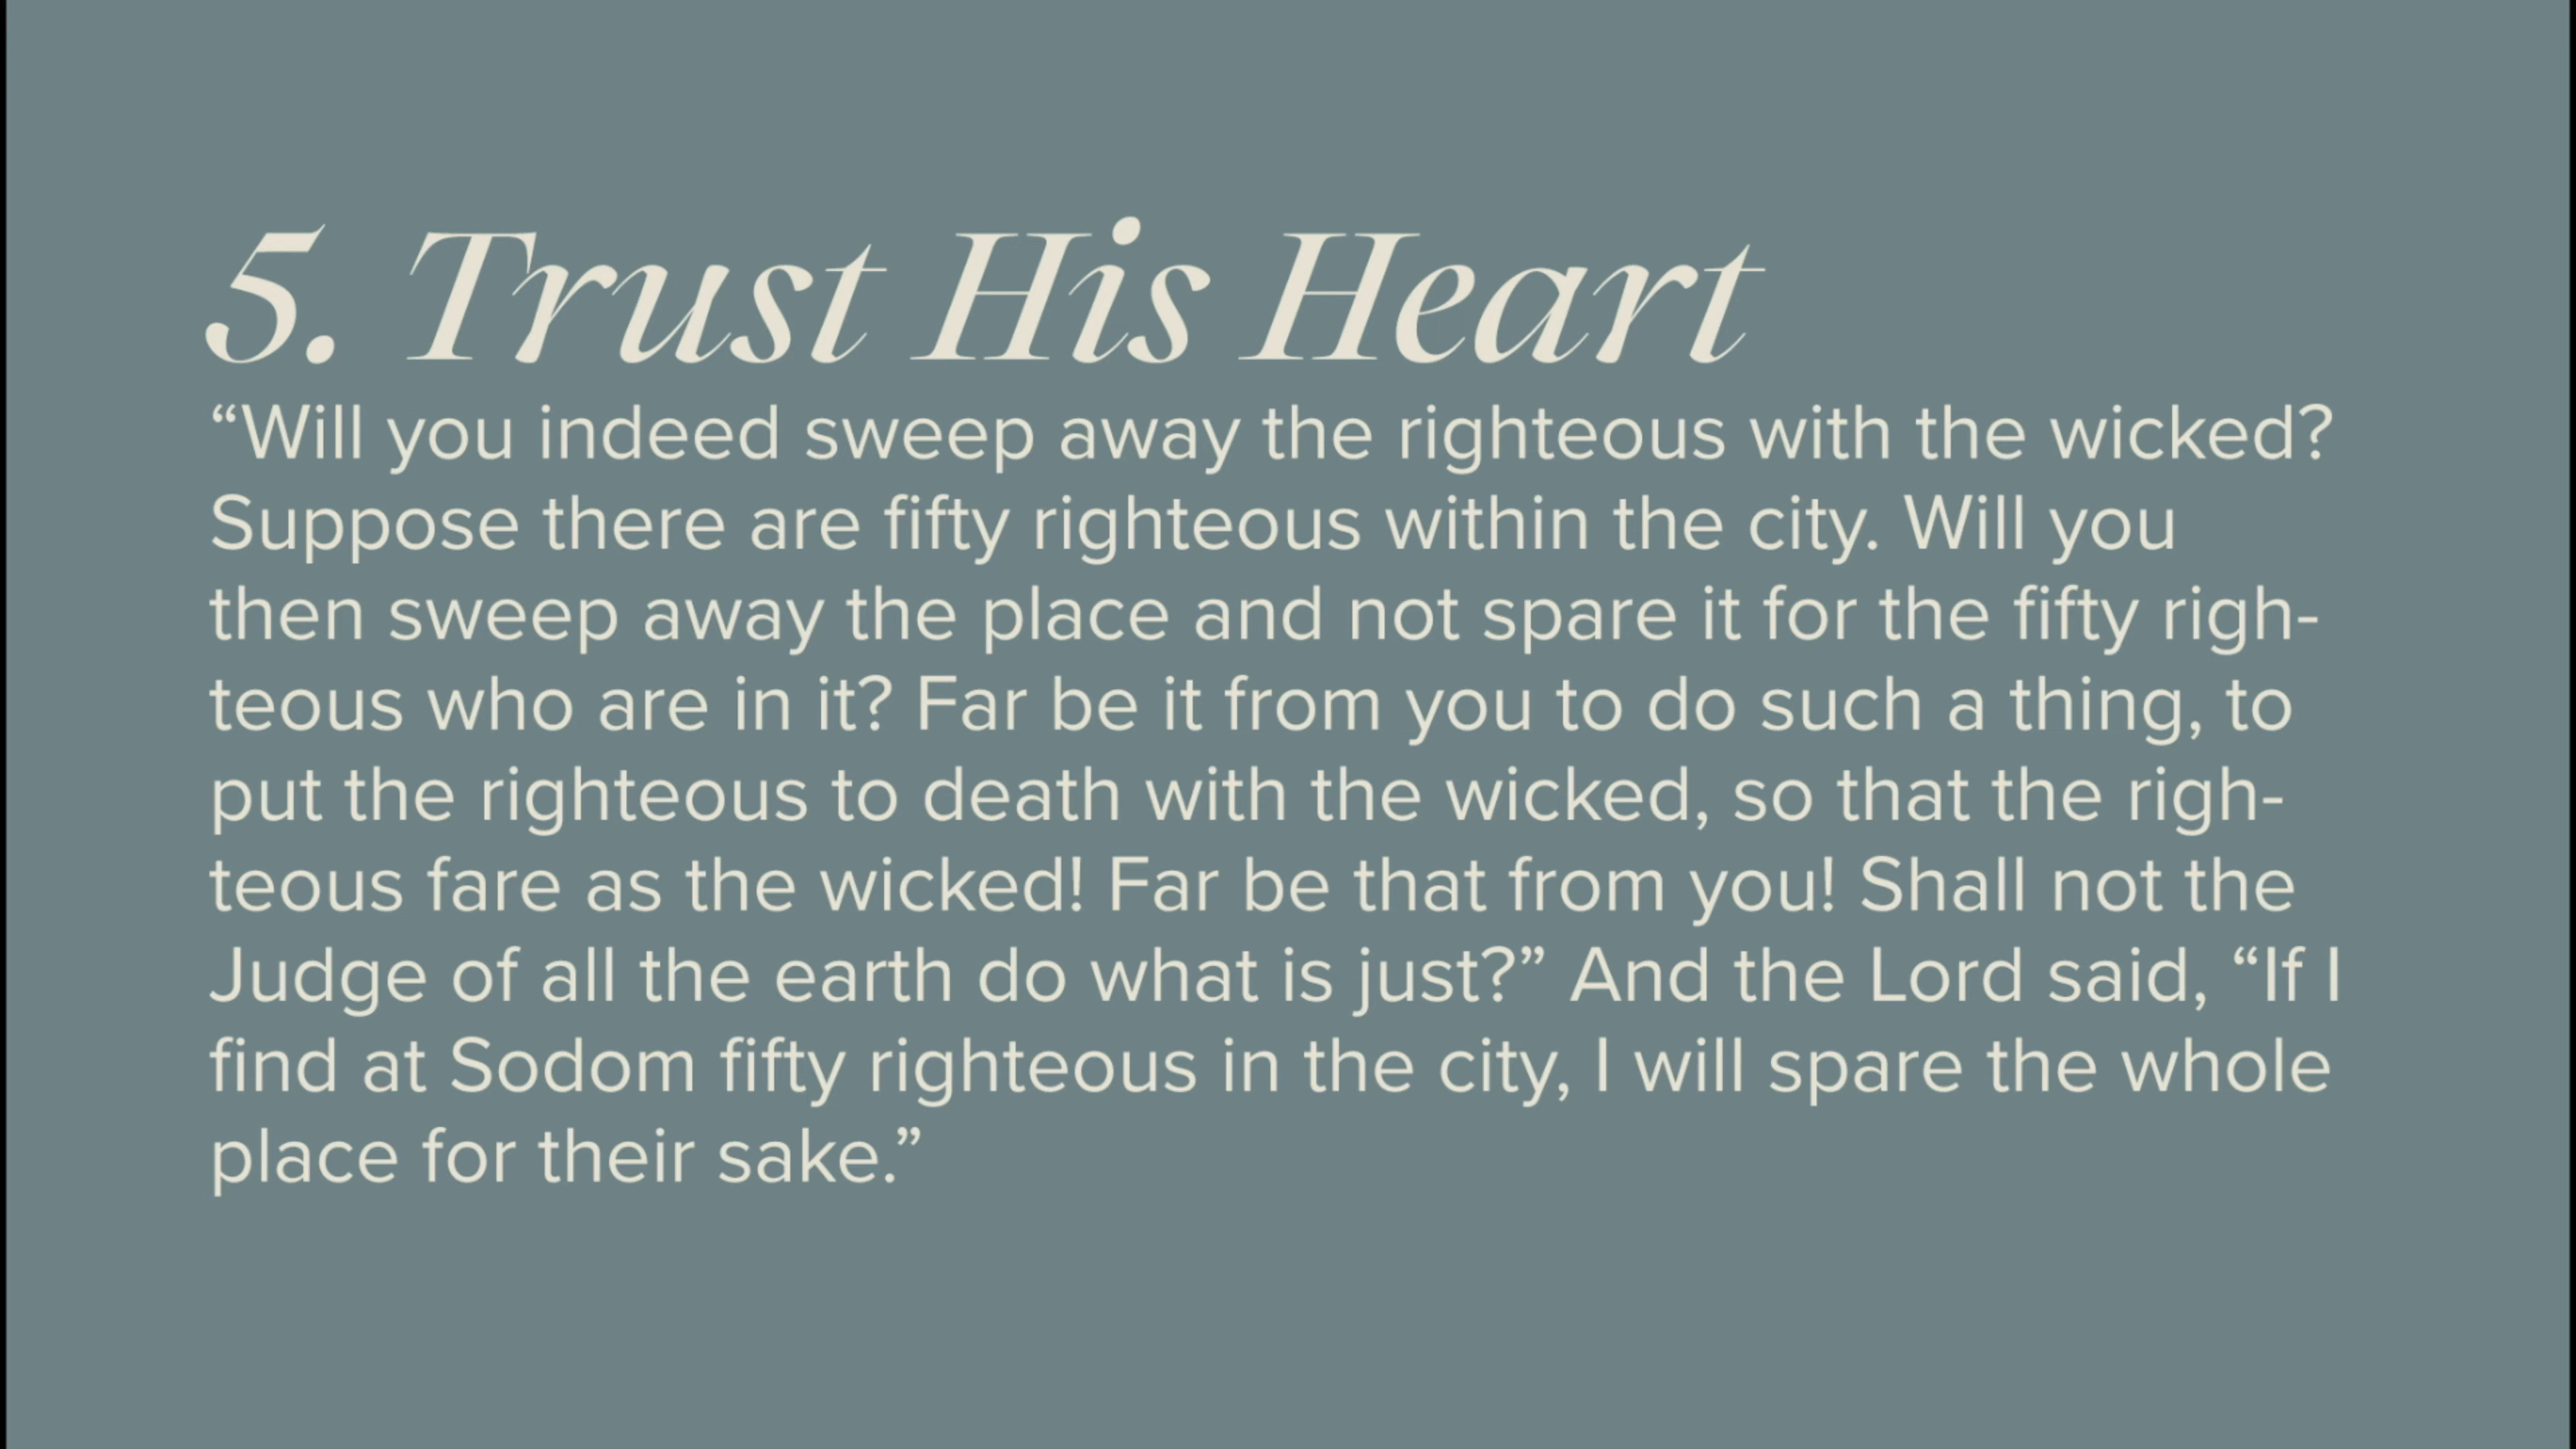 5. Trust His Heart
“Will you indeed sweep away the righteous with the wicked?
Suppose there are fifty righteous within the city. Will you
then sweep away the place and not spare it for the fifty righ-
teous who are in it? Far be it from you to do such a thing, to
put the righteous to death with the wicked, so that the righ-
teous fare as the wicked! Far be that from you! Shall not the
Judge of all the earth do what is just?” And the Lord said, “If I
find at Sodom fifty righteous in the city, I will spare the whole
place for their sake.”